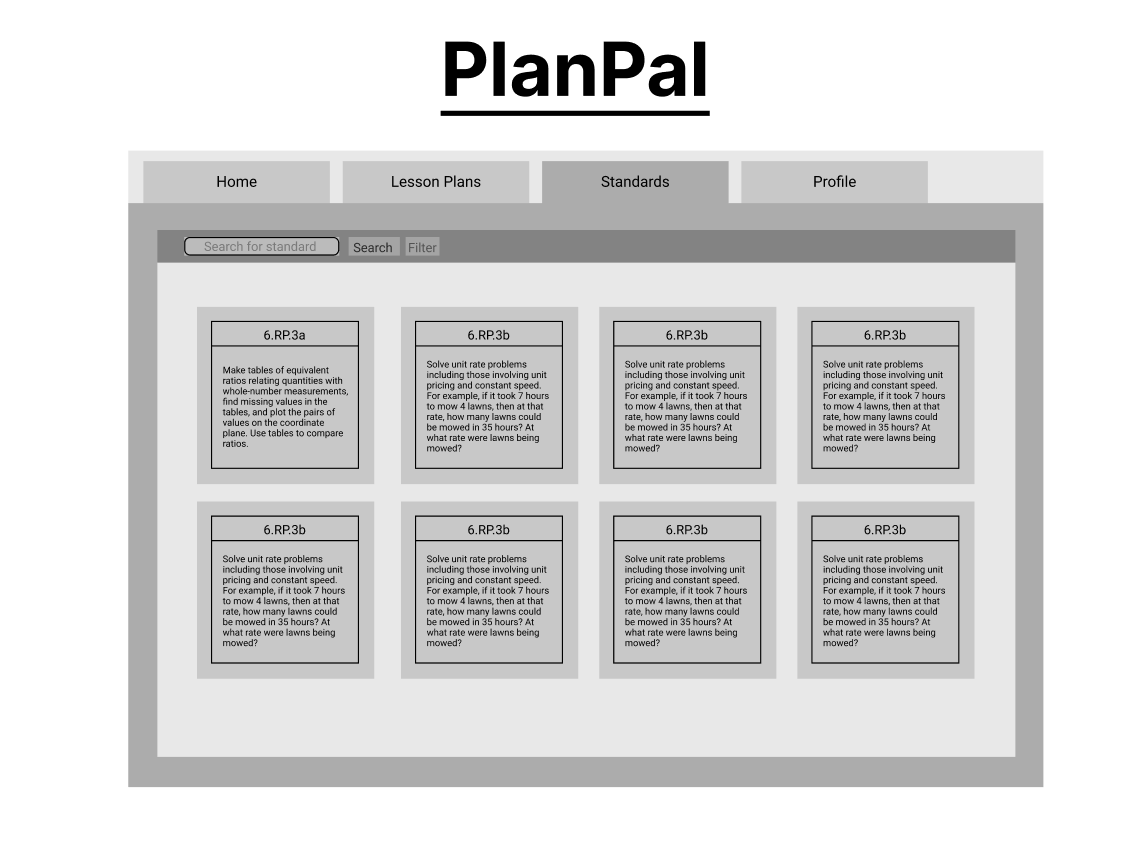 PlanPal
Home
Lesson Plans
Standards
Profile
Search for standard
Search
Filter
6.RP.3a
Make tables of equivalent
ratios relating quantities with
whole-number measurements,
find missing values in the
tables, and plot the pairs of
values on the coordinate
plane. Use tables to compare
ratios.
6.RP.3b
Solve unit rate problems
including those involving unit
pricing and constant speed.
For example, if it took 7 hours
to mow 4 lawns, then at that
rate, how many lawns could
be mowed in 35 hours? At
what rate were lawns being
mowed?
6.RP.3b
Solve unit rate problems
including those involving unit
pricing and constant speed.
For example, if it took 7 hours
to mow 4 lawns, then at that
rate, how many lawns could
be mowed in 35 hours? At
what rate were lawns being
mowed?
6.RP.3b
Solve unit rate problems
including those involving unit
pricing and constant speed.
For example, if it took 7 hours
to mow 4 lawns, then at that
rate, how many lawns could
be mowed in 35 hours? At
what rate were lawns being
mowed?
6.RP.3b
Solve unit rate problems
including those involving unit
pricing and constant speed.
For example, if it took 7 hours
to mow 4 lawns, then at that
rate, how many lawns could
be mowed in 35 hours? At
what rate were lawns being
mowed?
6.RP.3b
Solve unit rate problems
including those involving unit
pricing and constant speed.
For example, if it took 7 hours
to mow 4 lawns, then at that
rate, how many lawns could
be mowed in 35 hours? At
what rate were lawns being
mowed?
6.RP.3b
Solve unit rate problems
including those involving unit
pricing and constant speed.
For example, if it took 7 hours
to mow 4 lawns, then at that
rate, how many lawns could
be mowed in 35 hours? At
what rate were lawns being
mowed?
6.RP.3b
Solve unit rate problems
including those involving unit
pricing and constant speed.
For example, if it took 7 hours
to mow 4 lawns, then at that
rate, how many lawns could
be mowed in 35 hours? At
what rate were lawns being
mowed?